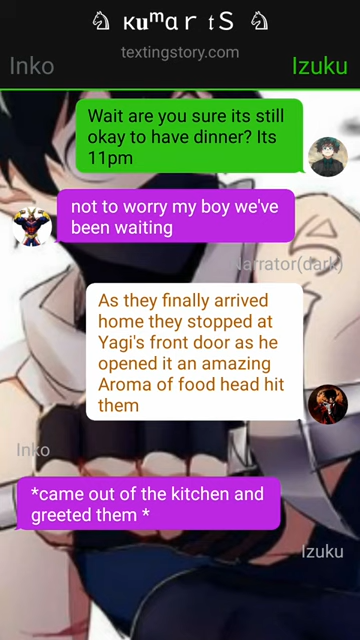 ♘ ᴋᴜᵐɑr tS ♘
textingstory.com
Inko
Izuku
Wait are you sure its still
okay to have dinner? Its
11pm
not to worry my boy we've
been waiting
Narrator(dark)
As they finally arrived
home they stopped at
Yagi's front door as he
opened it an amazing
Aroma of food head hit
them
Inko
*came out of the kitchen and
greeted them *
Izuku